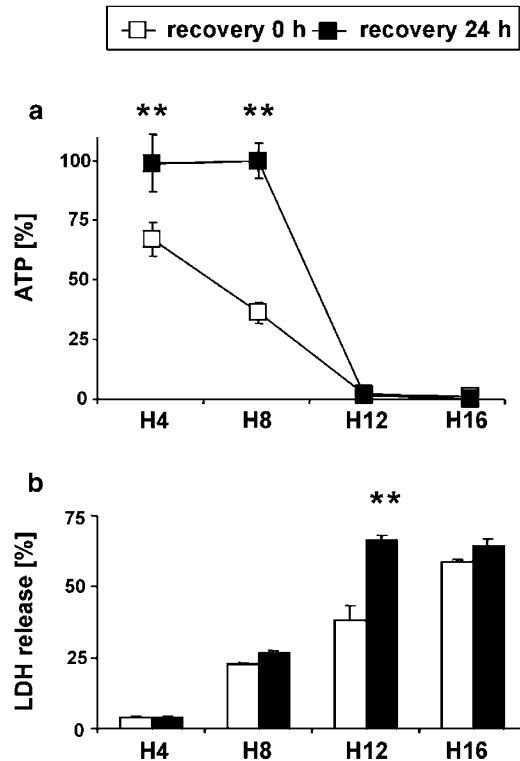 recovery 0 h recovery 24 h
a
** **
100
75
50
25
0
ATP [%]
H4 H8 H12 H16
b
**
75
50
25
0
LDH release [%]
H4 H8 H12 H16